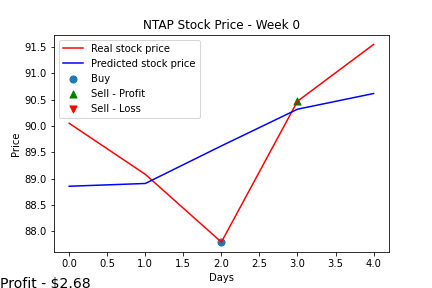 NTAP Stock Price - Week 0
Real stock price
Predicted stock price
Buy
Sell - Profit
Sell - Loss
91.5
91.0
90.5
90.0
89.5
89.0
88.5
88.0
Price
0.0 0.5 1.0 1.5 2.0 2.5 3.0 3.5 4.0
Days
Profit - $2.68